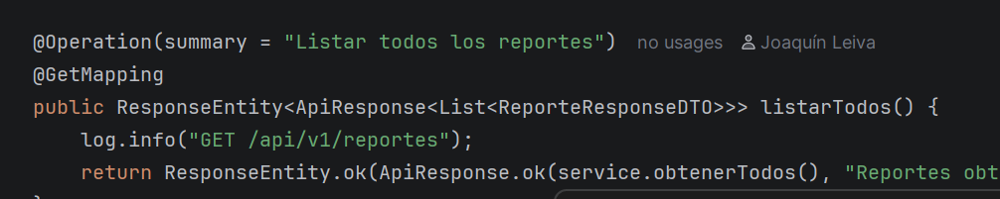 @Operation(summary = "Listar todos los reportes") no usages Joaquín Leiva
@GetMapping
public ResponseEntity<ApiResponse<List<ReporteResponseDTO>>> listarTodos() {
log.info("GET /api/v1/reportes");
return ResponseEntity.ok(ApiResponse.ok(service.obtenerTodos(), "Reportes obt
}